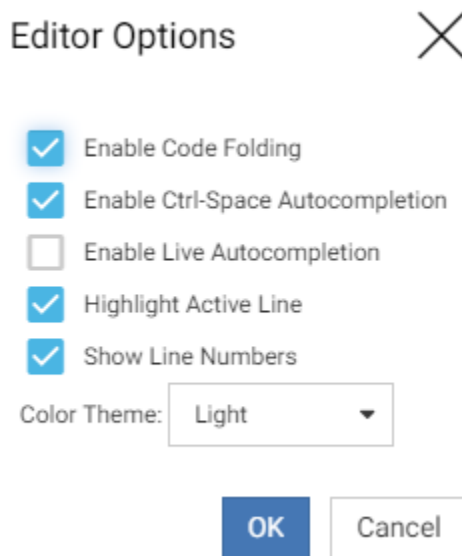 Editor Options
Enable Code Folding
Enable Ctrl-Space Autocompletion
Enable Live Autocompletion
Highlight Active Line
Show Line Numbers
Color Theme: Light
OK Cancel